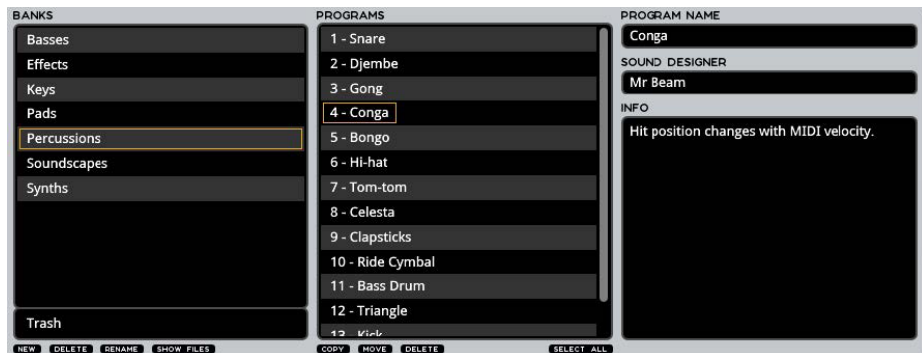 BANKS
Basses
Effects
Keys
Pads
Percussions
Soundscapes
Synths
Trash
NEW DELETE RENAME SHOW FILES
PROGRAMS
1 - Snare
2 - Djembe
3 - Gong
4 - Conga
5 - Bongo
6 - Hi-hat
7 - Tom-tom
8 - Celesta
9 - Clapsticks
10 - Ride Cymbal
11 - Bass Drum
12 - Triangle
13 - Kick
COPY MOVE DELETE SELECT ALL
PROGRAM NAME
Conga
SOUND DESIGNER
Mr Beam
INFO
Hit position changes with MIDI velocity.